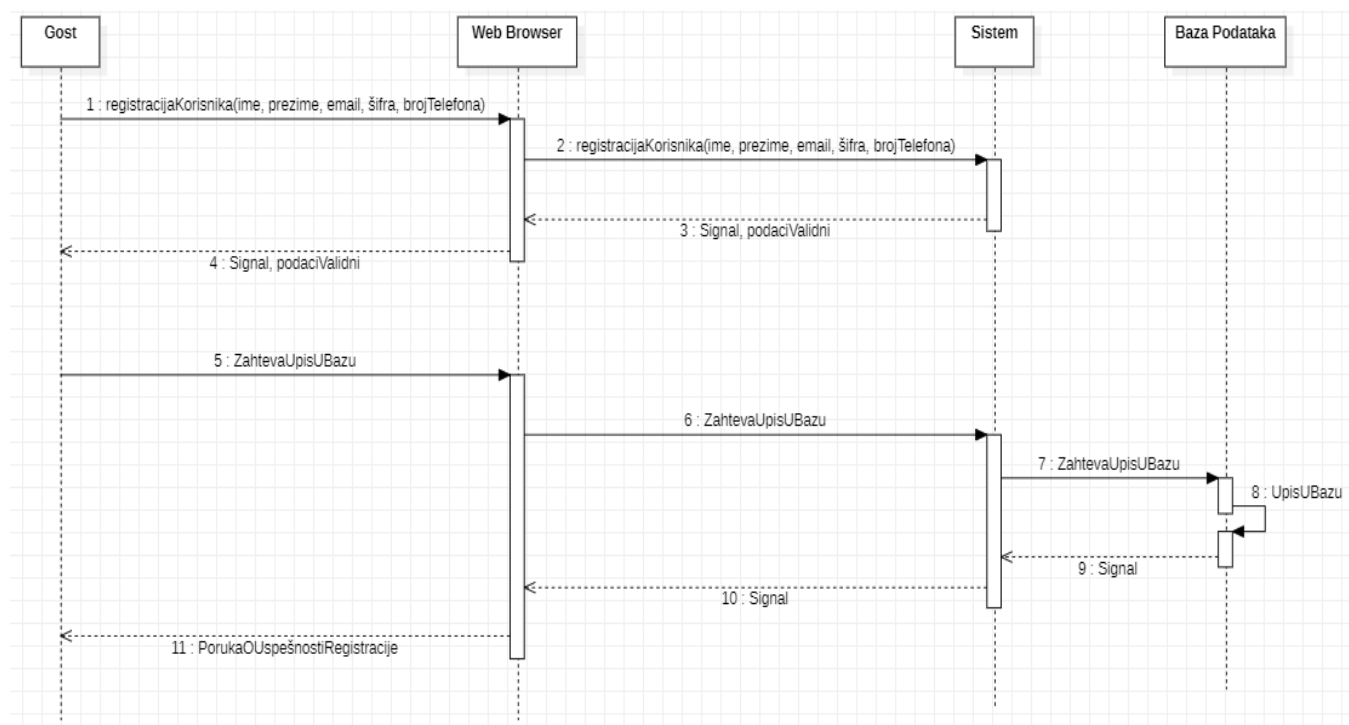 Gost
Web Browser
Sistem
Baza Podataka
1 : registracijaKorisnika(ime, prezime, email, šifra, brojTelefona)
2 : registracijaKorisnika(ime, prezime, email, šifra, brojTelefona)
3 : Signal, podaciValidni
4 : Signal, podaciValidni
5 : ZahtevaUpisUBazu
6 : ZahtevaUpisUBazu
7 : ZahtevaUpisUBazu
8 : UpisUBazu
9 : Signal
10 : Signal
11 : PorukaOUspešnostiRegistracije